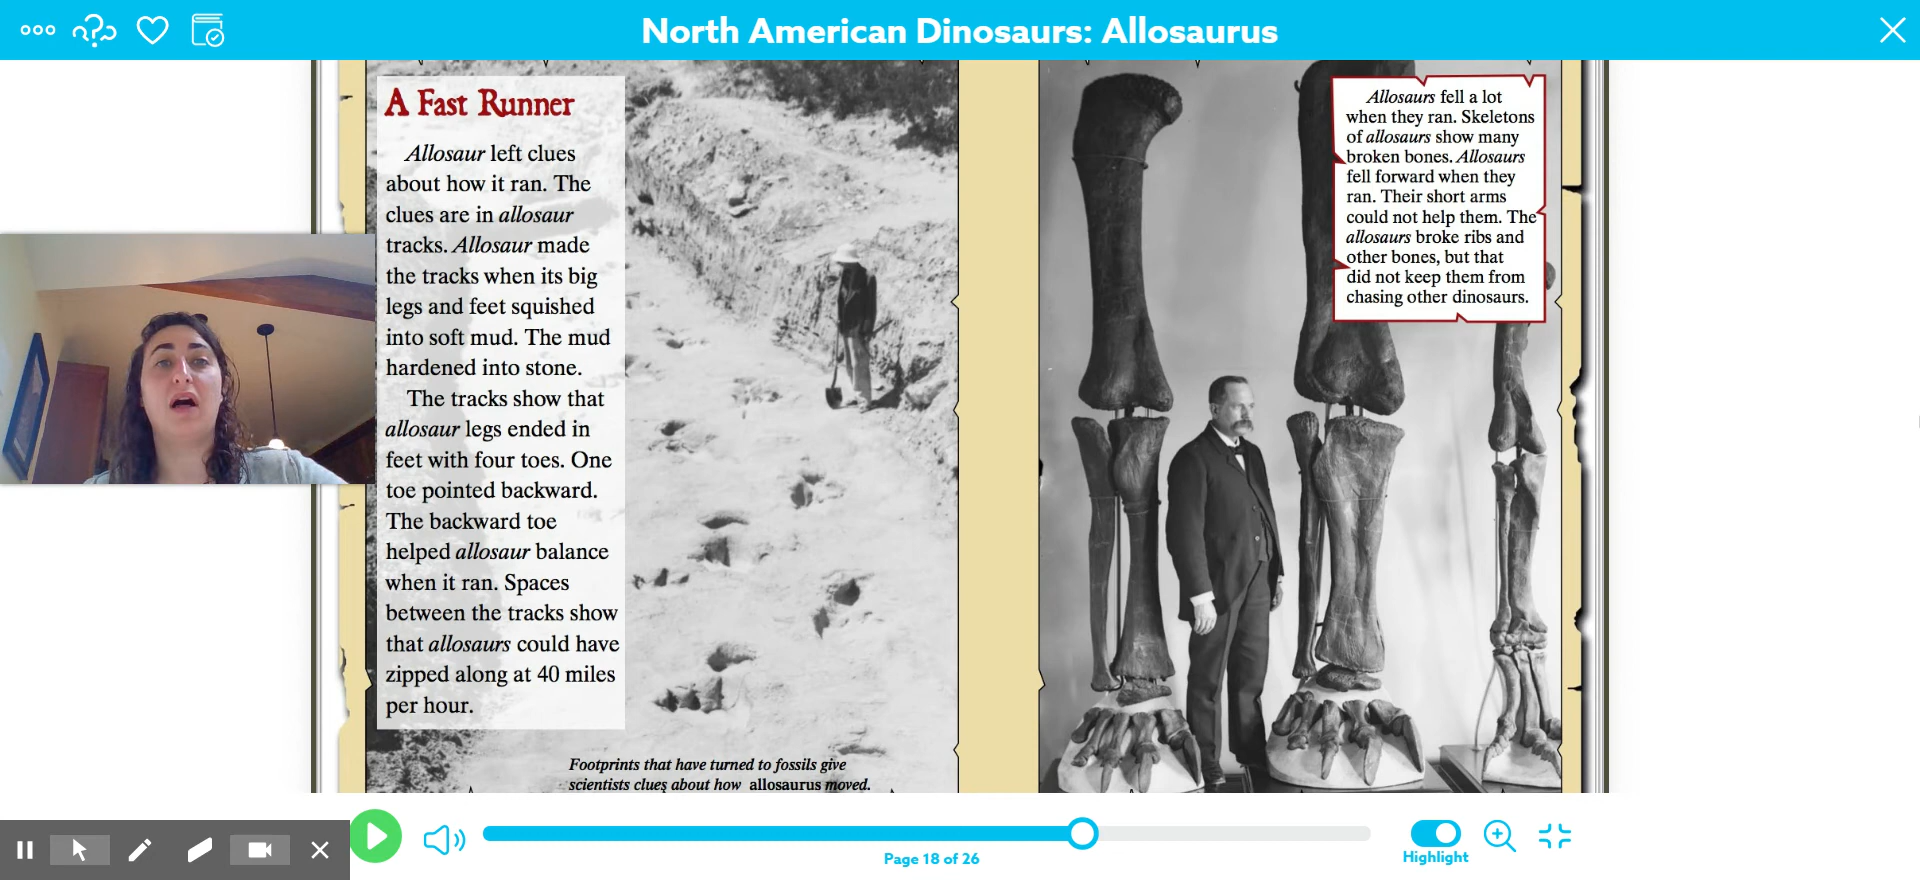 North American Dinosaurs: Allosaurus
A Fast Runner
Allosaur left clues
about how it ran. The
clues are in allosaur
tracks. Allosaur made
the tracks when its big
legs and feet squished
into soft mud. The mud
hardened into stone.
The tracks show that
allosaur legs ended in
feet with four toes. One
toe pointed backward.
The backward toe
helped allosaur balance
when it ran. Spaces
between the tracks show
that allosaurs could have
zipped along at 40 miles
per hour.
Footprints that have turned to fossils give
scientists clues about how allosaurus moved.
Allosaurs fell a lot
when they ran. Skeletons
of allosaurs show many
broken bones. Allosaurs
fell forward when they
ran. Their short arms
could not help them. The
allosaurs broke ribs and
other bones, but that
did not keep them from
chasing other dinosaurs.
Page 18 of 26
Highlight